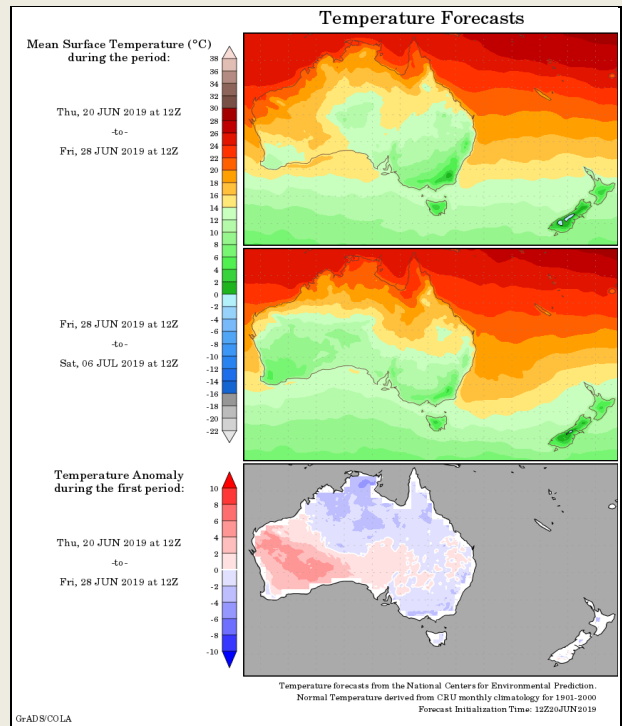 Temperature Forecasts
Mean Surface Temperature (°C)
during the period:
38
36
34
32
30
28
26
24
22
20
18
16
14
12
10
8
6
4
2
0
-2
-4
-6
-8
-10
-12
-14
-16
-18
-20
-22
Thu, 20 JUN 2019 at 12Z
-to-
Fri, 28 JUN 2019 at 12Z
Fri, 28 JUN 2019 at 12Z
-to-
Sat, 06 JUL 2019 at 12Z
Temperature Anomaly
during the first period:
10
8
6
4
2
0
-2
-4
-6
-8
-10
Thu, 20 JUN 2019 at 12Z
-to-
Fri, 28 JUN 2019 at 12Z
Temperature forecasts from the National Centers for Environmental Prediction.
Normal Temperature derived from CRU monthly climatology for 1901-2000
Forecast Initialization Time: 12Z20JUN2019
GrADS/COLA